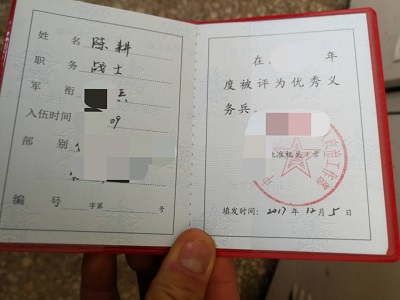 姓 名 陈耕
职 务 战士
军 衔 兵
入伍时间 09
部 别
编 号 字第 号
在 年
度被评为优秀义
务兵。
填发时间：2017年12月5日